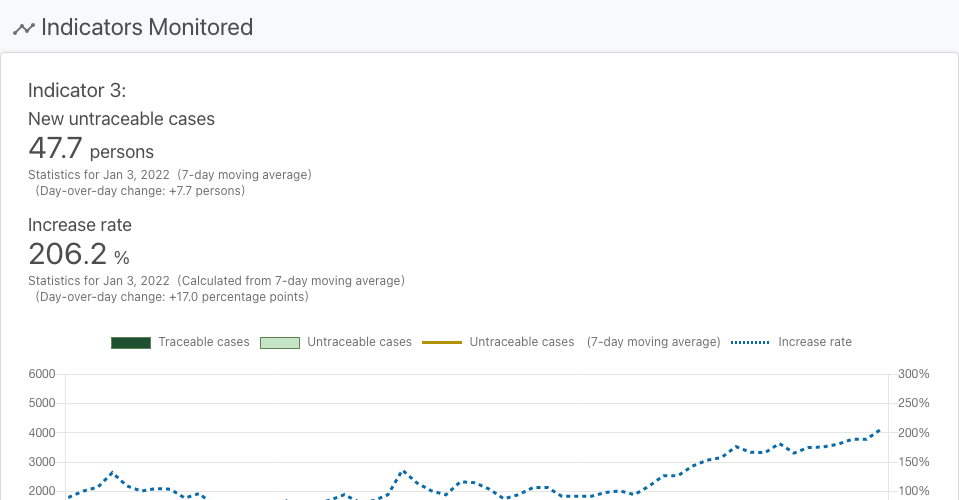 Indicators Monitored
Indicator 3:
New untraceable cases
47.7 persons
Statistics for Jan 3, 2022 (7-day moving average)
(Day-over-day change: +7.7 persons)
Increase rate
206.2 %
Statistics for Jan 3, 2022 (Calculated from 7-day moving average)
(Day-over-day change: +17.0 percentage points)
Traceable cases Untraceable cases Untraceable cases (7-day moving average) Increase rate
6000 300%
5000 250%
4000 200%
3000 150%
2000 100%